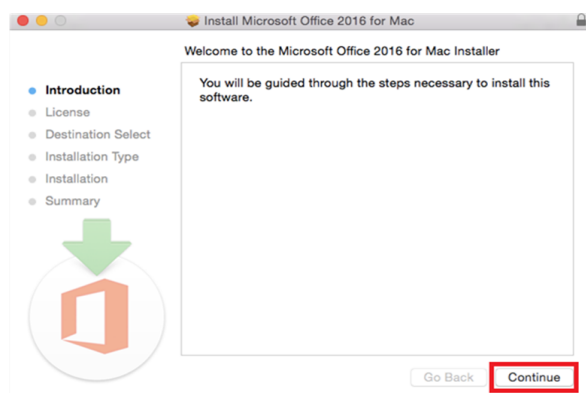 Install Microsoft Office 2016 for Mac
Welcome to the Microsoft Office 2016 for Mac Installer
Introduction
License
Destination Select
Installation Type
Installation
Summary
You will be guided through the steps necessary to install this
software.
Go Back
Continue